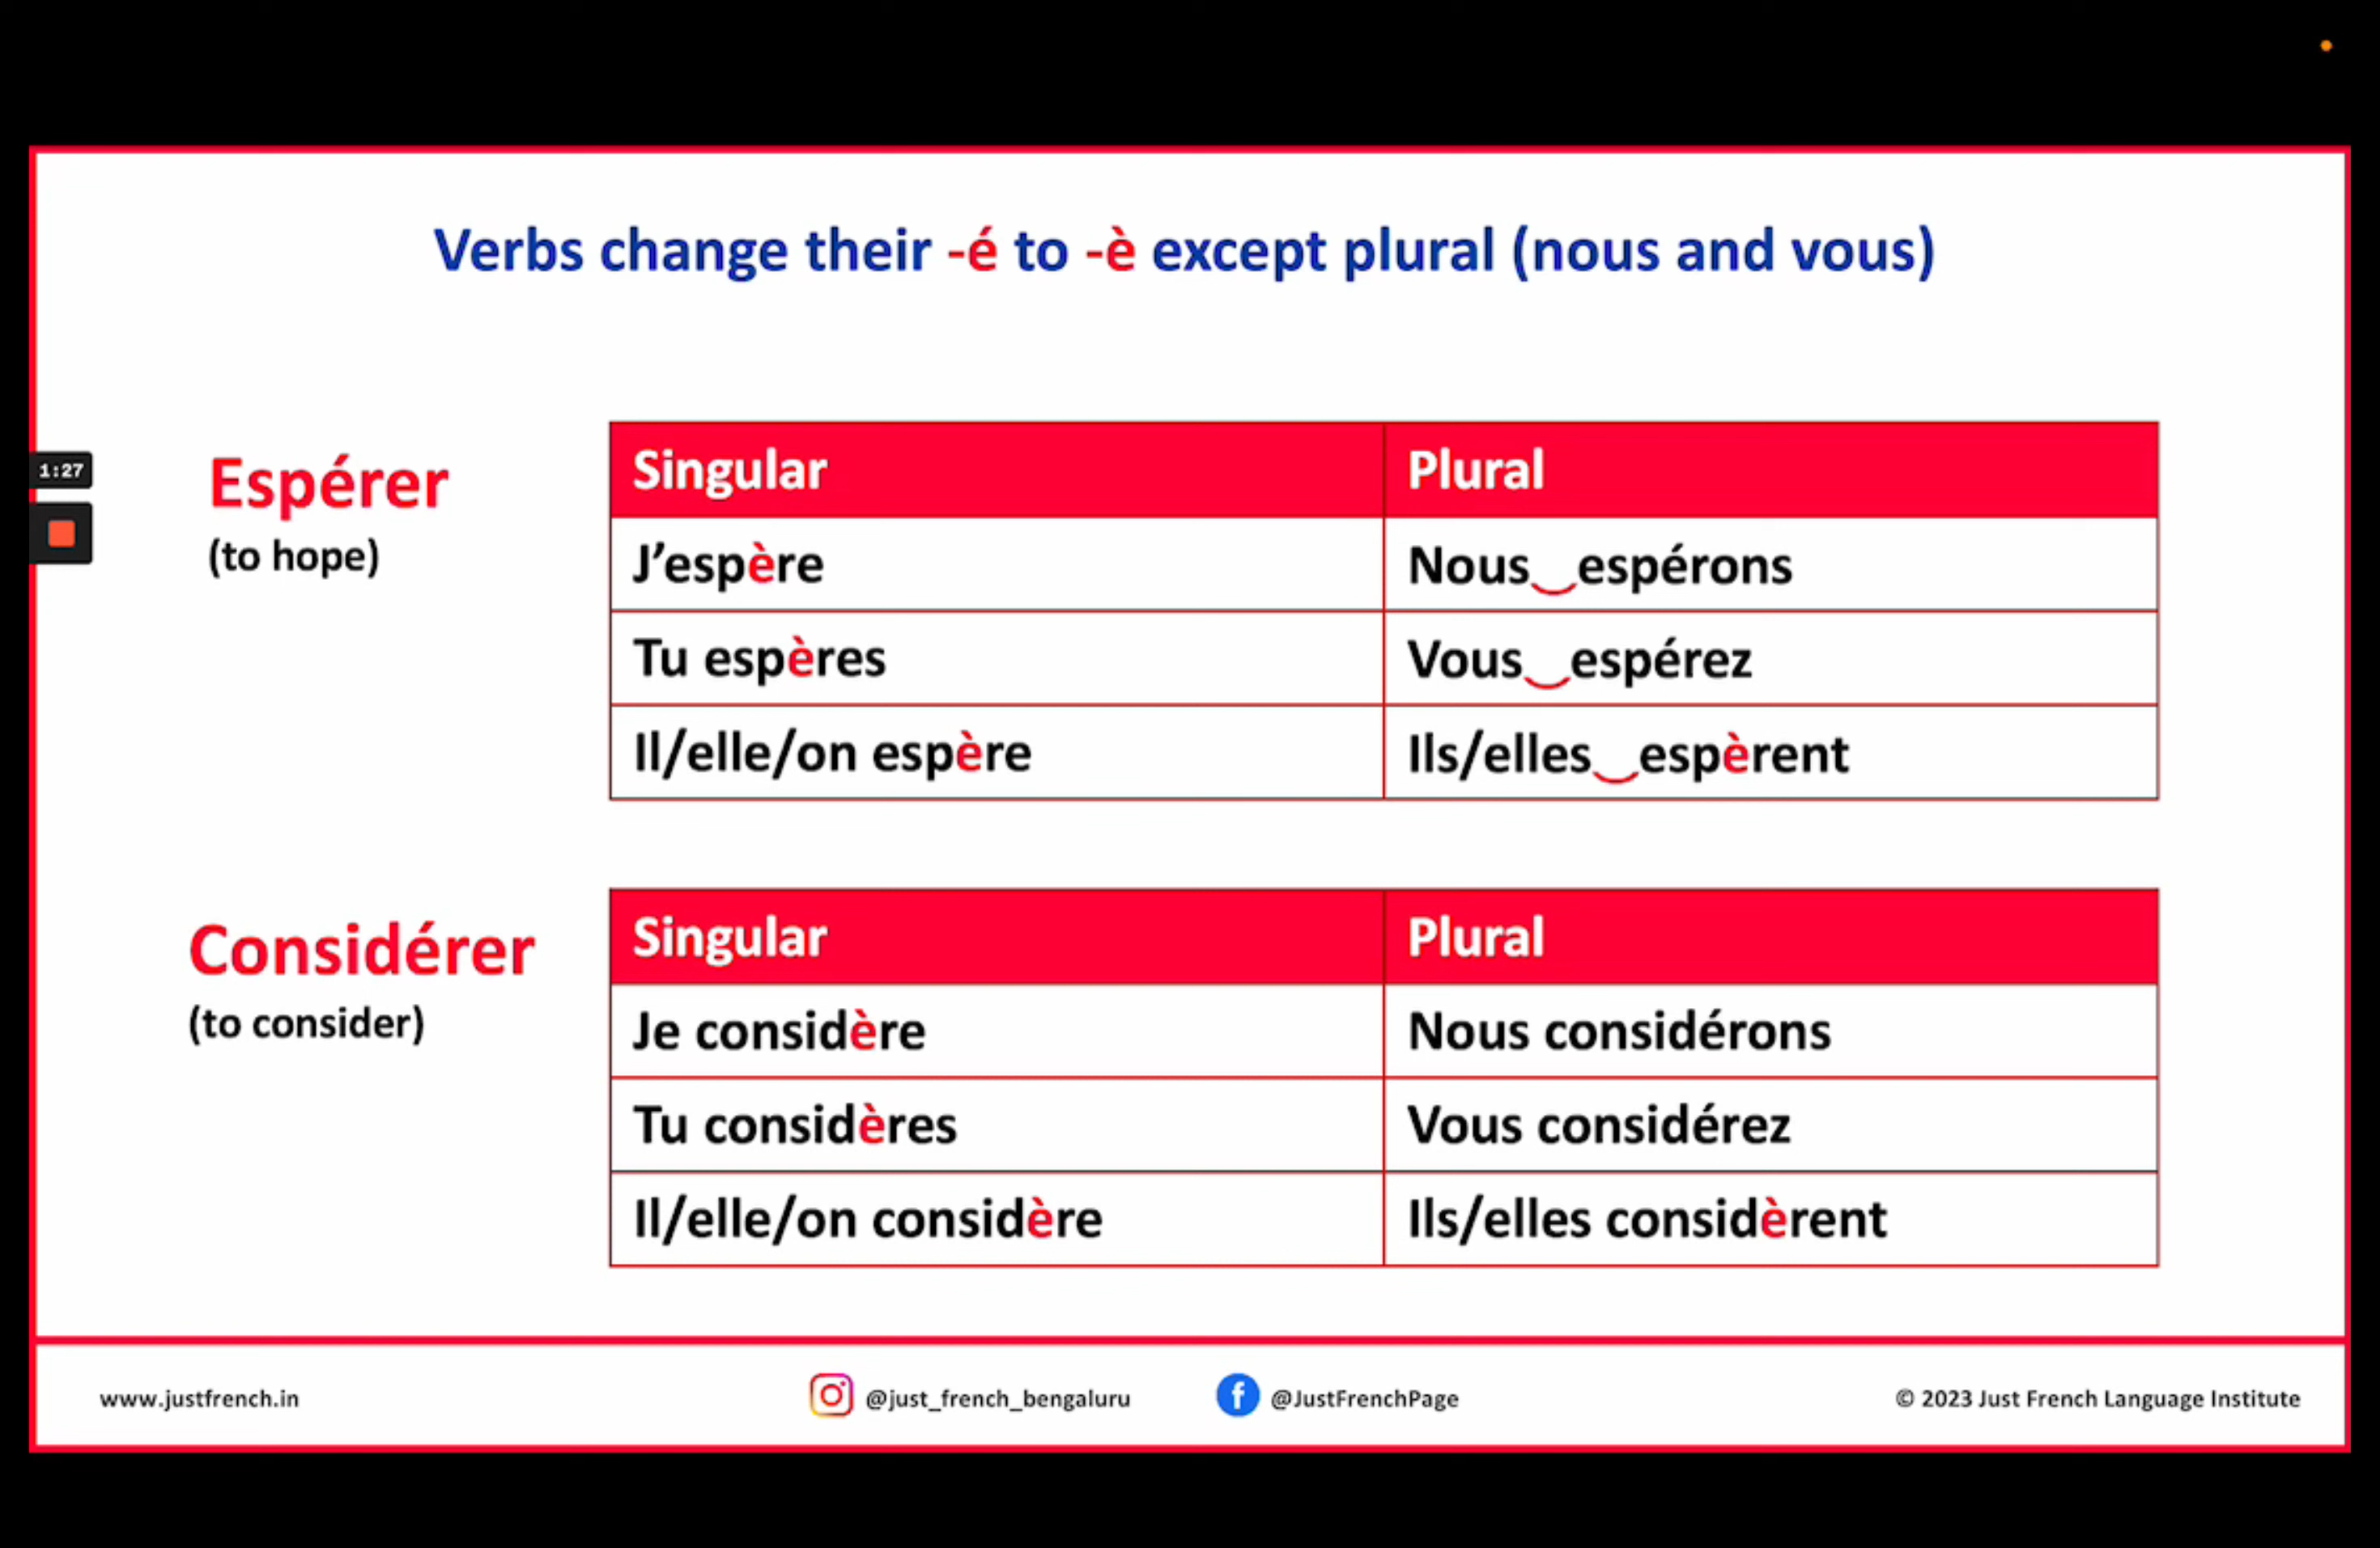 Verbs change their -é to -è except plural (nous and vous)
1:27
Espérer
(to hope)
Singular Plural
J’espère Nous‿espérons
Tu espères Vous‿espérez
Il/elle/on espère Ils/elles‿espèrent
Considérer
(to consider)
Singular Plural
Je considère Nous considérons
Tu considères Vous considérez
Il/elle/on considère Ils/elles considèrent
www.justfrench.in @just_french_bengaluru @JustFrenchPage © 2023 Just French Language Institute